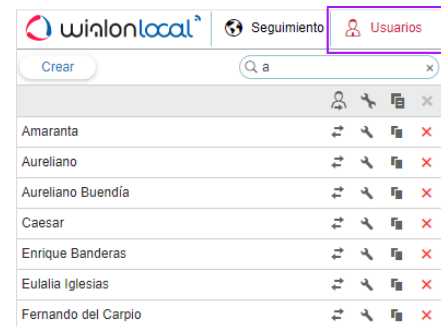 wialonlocal
Seguimiento
Usuarios
Crear
a
Amaranta
Aureliano
Aureliano Buendía
Caesar
Enrique Banderas
Eulalia Iglesias
Fernando del Carpio